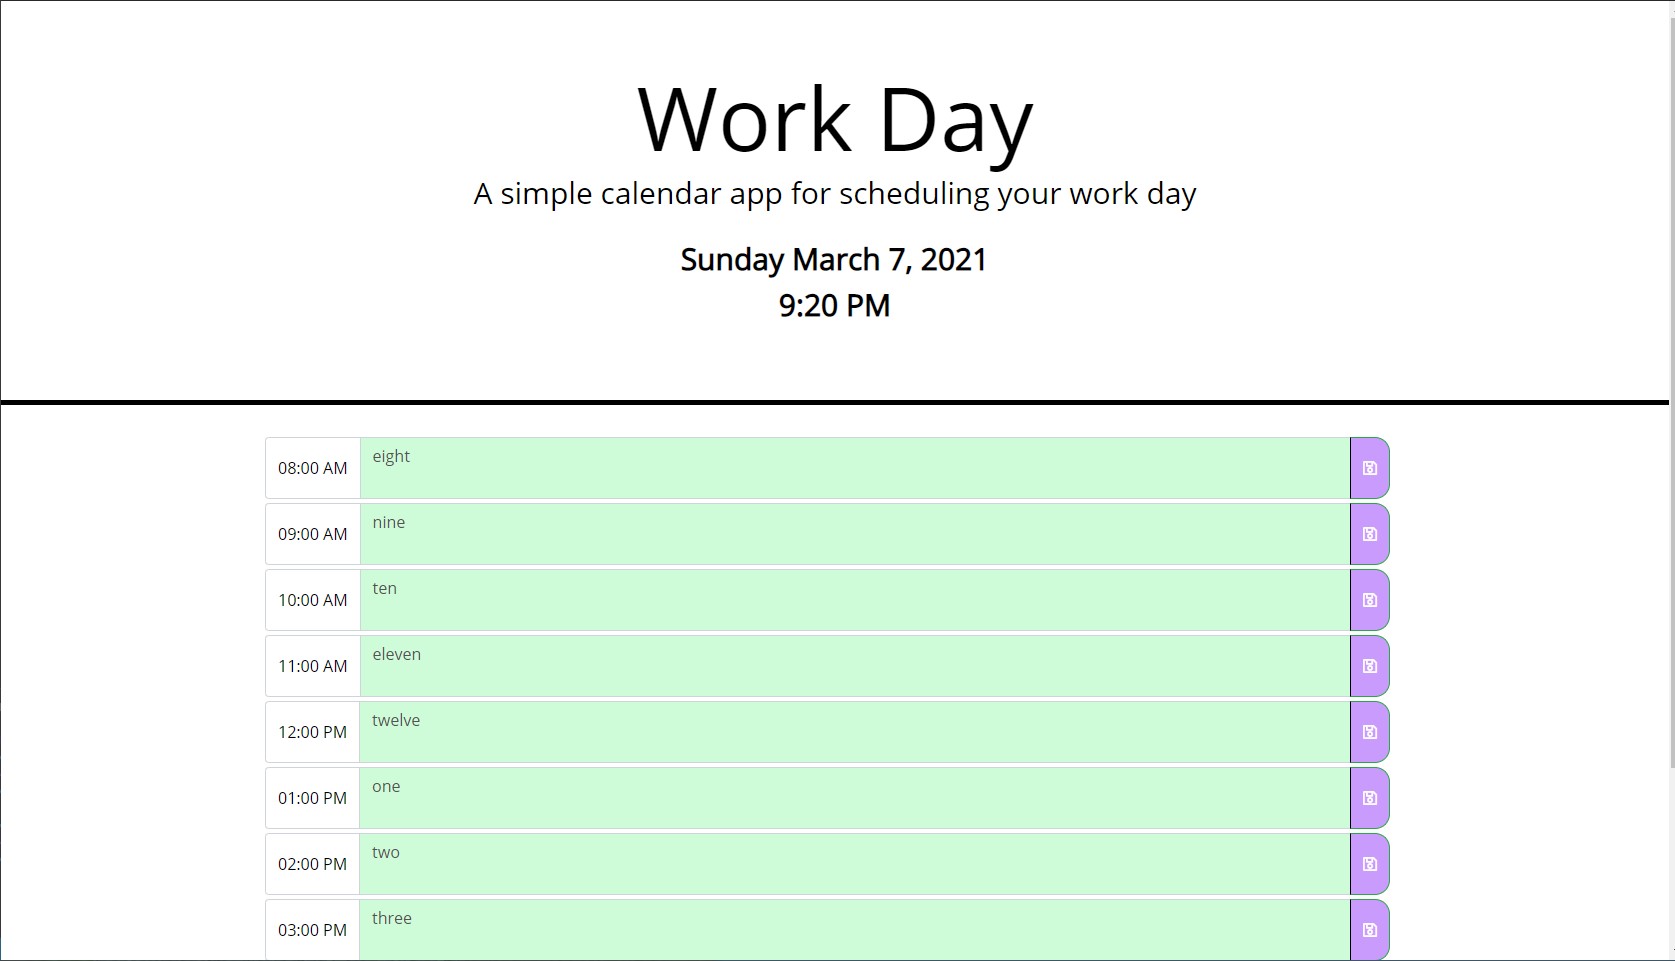 Work Day
A simple calendar app for scheduling your work day
Sunday March 7, 2021
9:20 PM
08:00 AM eight
09:00 AM nine
10:00 AM ten
11:00 AM eleven
12:00 PM twelve
01:00 PM one
02:00 PM two
03:00 PM three